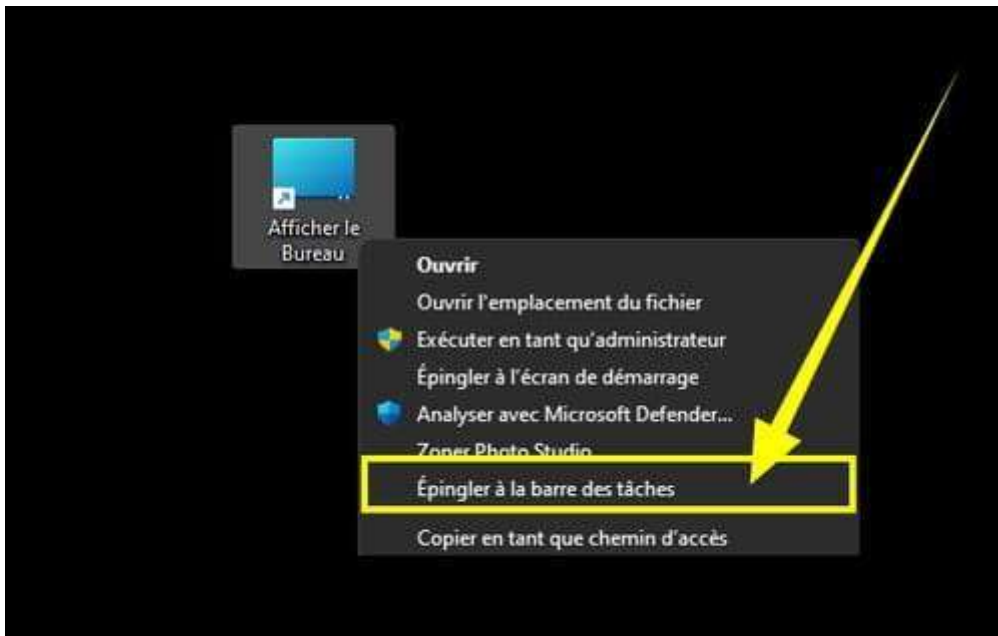 Afficher le
Bureau
Ouvrir
Ouvrir l'emplacement du fichier
Exécuter en tant qu'administrateur
Épingler à l'écran de démarrage
Analyser avec Microsoft Defender...
Zoner Photo Studio
Épingler à la barre des tâches
Copier en tant que chemin d'accès